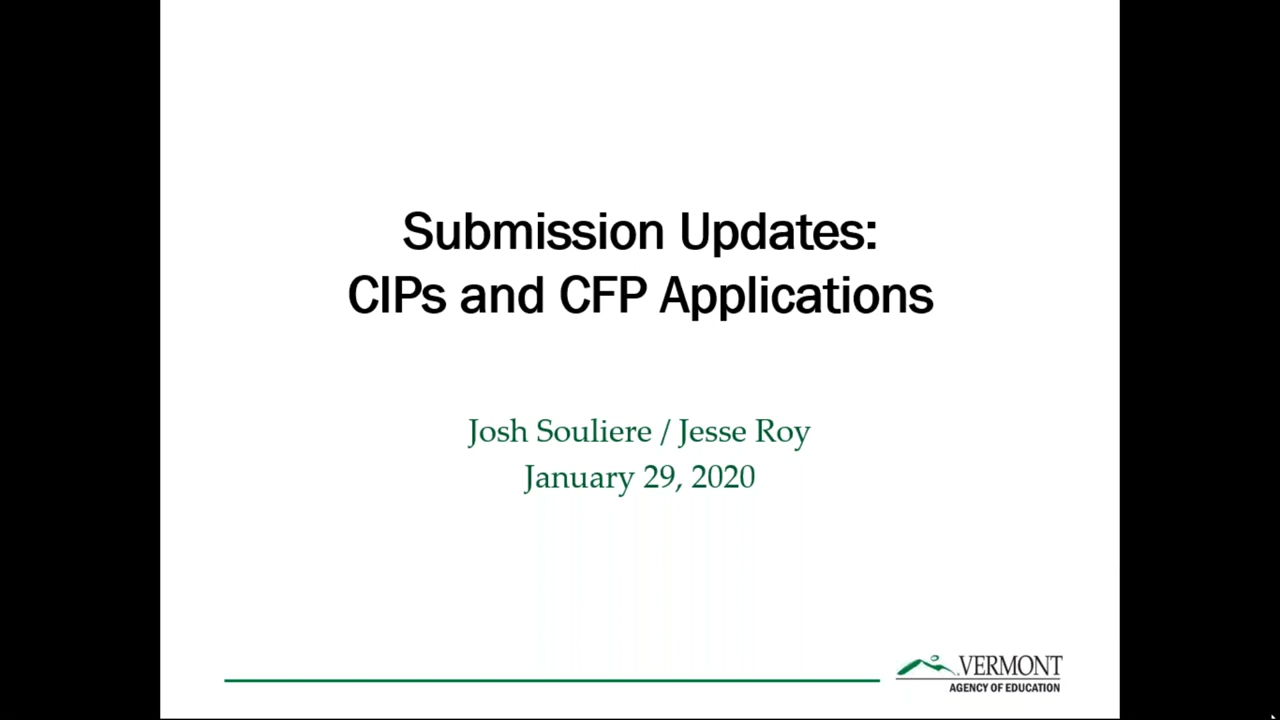 Submission Updates:
CIPs and CFP Applications
Josh Souliere / Jesse Roy
January 29, 2020
VERMONT
AGENCY OF EDUCATION